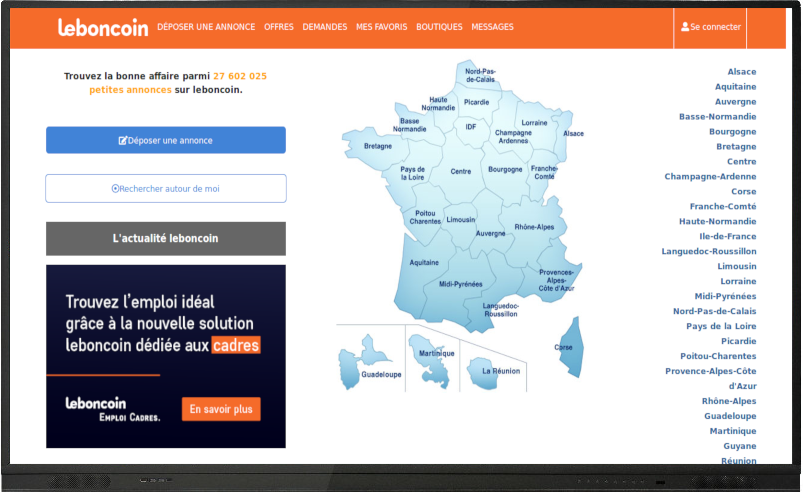 leboncoin DÉPOSER UNE ANNONCE OFFRES DEMANDES MES FAVORIS BOUTIQUES MESSAGES Se connecter
Trouvez la bonne affaire parmi 27 602 025
petites annonces sur leboncoin.
Déposer une annonce
Rechercher autour de moi
L'actualité leboncoin
Trouvez l'emploi idéal
grâce à la nouvelle solution
leboncoin dédiée aux cadres
leboncoin
EMPLOI CADRES.
En savoir plus
Nord-Pas-
de-Calais
Haute
Normandie
Picardie
Basse
Normandie
IDF
Lorraine
Champagne
Ardennes
Alsace
Bretagne
Pays de
la Loire
Centre
Bourgogne
Franche-
Comté
Poitou
Charentes
Limousin
Auvergne
Rhône-Alpes
Aquitaine
Midi-Pyrénées
Provences-
Alpes-
Côte d'Azur
Languedoc-
Roussillon
Corse
Guadeloupe
Martinique
La Réunion
Alsace
Aquitaine
Auvergne
Basse-Normandie
Bourgogne
Bretagne
Centre
Champagne-Ardenne
Corse
Franche-Comté
Haute-Normandie
Ile-de-France
Languedoc-Roussillon
Limousin
Lorraine
Midi-Pyrénées
Nord-Pas-de-Calais
Pays de la Loire
Picardie
Poitou-Charentes
Provence-Alpes-Côte
d'Azur
Rhône-Alpes
Guadeloupe
Martinique
Guyane
Réunion